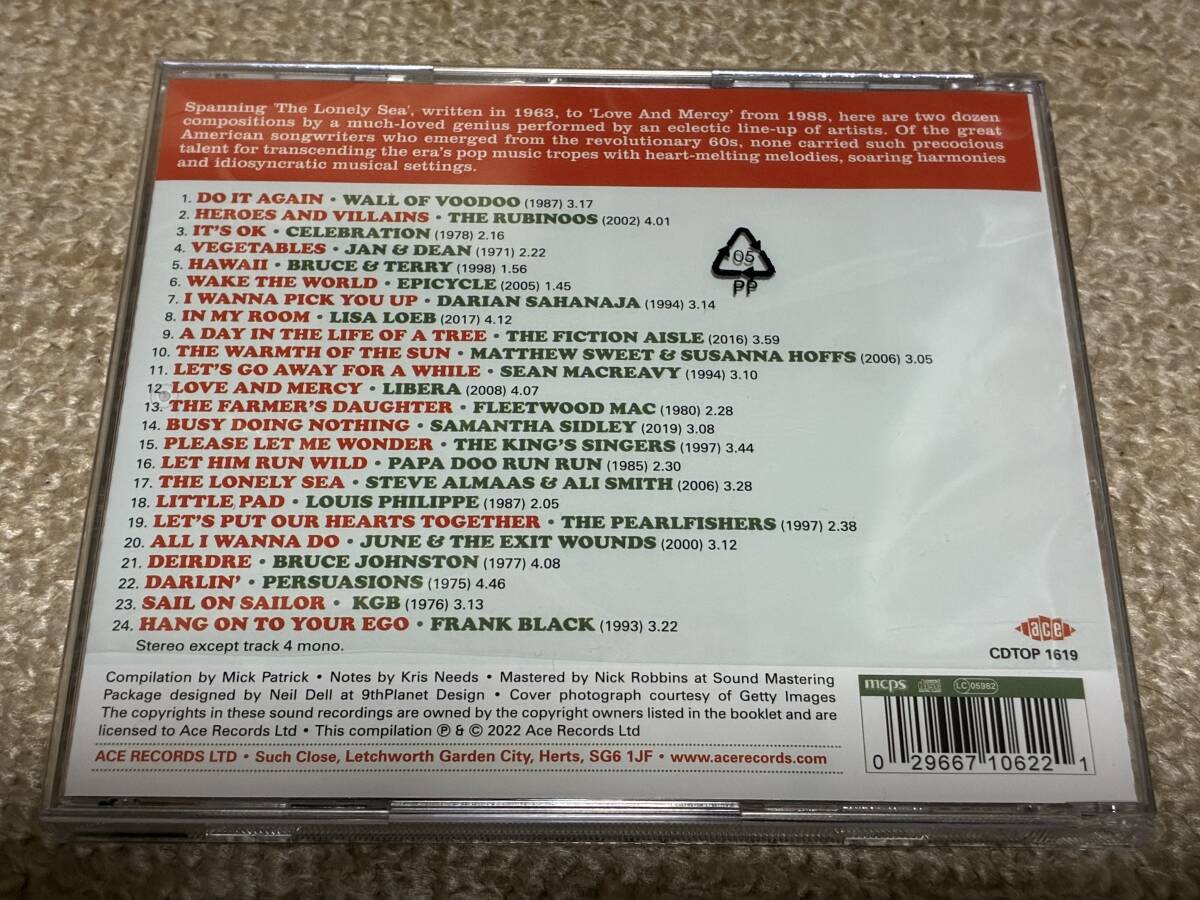 Spanning 'The Lonely Sea', written in 1963, to 'Love And Mercy' from 1988, here are two dozen
compositions by a much-loved genius performed by an eclectic line-up of artists. Of the great
American songwriters who emerged from the revolutionary 60s, none carried such precocious
talent for transcending the era's pop music tropes with heart-melting melodies, soaring harmonies
and idiosyncratic musical settings.
1. DO IT AGAIN • WALL OF VOODOO (1987) 3.17
2. HEROES AND VILLAINS • THE RUBINOOS (2002) 4.01
3. IT'S OK • CELEBRATION (1978) 2.16
4. VEGETABLES • JAN & DEAN (1971) 2.22
5. HAWAII • BRUCE & TERRY (1998) 1.56
6. WAKE THE WORLD • EPICYCLE (2005) 1.45
7. I WANNA PICK YOU UP • DARIAN SAHANAJA (1994) 3.14
8. IN MY ROOM • LISA LOEB (2017) 4.12
9. A DAY IN THE LIFE OF A TREE • THE FICTION AISLE (2016) 3.59
10. THE WARMTH OF THE SUN • MATTHEW SWEET & SUSANNA HOFFS (2006) 3.05
11. LET'S GO AWAY FOR A WHILE • SEAN MACREAVY (1994) 3.10
12. LOVE AND MERCY • LIBERA (2008) 4.07
13. THE FARMER'S DAUGHTER • FLEETWOOD MAC (1980) 2.28
14. BUSY DOING NOTHING • SAMANTHA SIDLEY (2019) 3.08
15. PLEASE LET ME WONDER • THE KING'S SINGERS (1997) 3.44
16. LET HIM RUN WILD • PAPA DOO RUN RUN (1985) 2.30
17. THE LONELY SEA • STEVE ALMAAS & ALI SMITH (2006) 3.28
18. LITTLE PAD • LOUIS PHILIPPE (1987) 2.05
19. LET'S PUT OUR HEARTS TOGETHER • THE PEARLFISHERS (1997) 2.38
20. ALL I WANNA DO • JUNE & THE EXIT WOUNDS (2000) 3.12
21. DEIRDRE • BRUCE JOHNSTON (1977) 4.08
22. DARLIN' • PERSUASIONS (1975) 4.46
23. SAIL ON SAILOR • KGB (1976) 3.13
24. HANG ON TO YOUR EGO • FRANK BLACK (1993) 3.22
Stereo except track 4 mono.
05
PP
ace
CDTOP 1619
Compilation by Mick Patrick • Notes by Kris Needs • Mastered by Nick Robbins at Sound Mastering
Package designed by Neil Dell at 9thPlanet Design • Cover photograph courtesy of Getty Images
The copyrights in these sound recordings are owned by the copyright owners listed in the booklet and are
licensed to Ace Records Ltd • This compilation ℗ & © 2022 Ace Records Ltd
ACE RECORDS LTD • Such Close, Letchworth Garden City, Herts, SG6 1JF • www.acerecords.com
mcps LC 05982
0 29667 10622 1